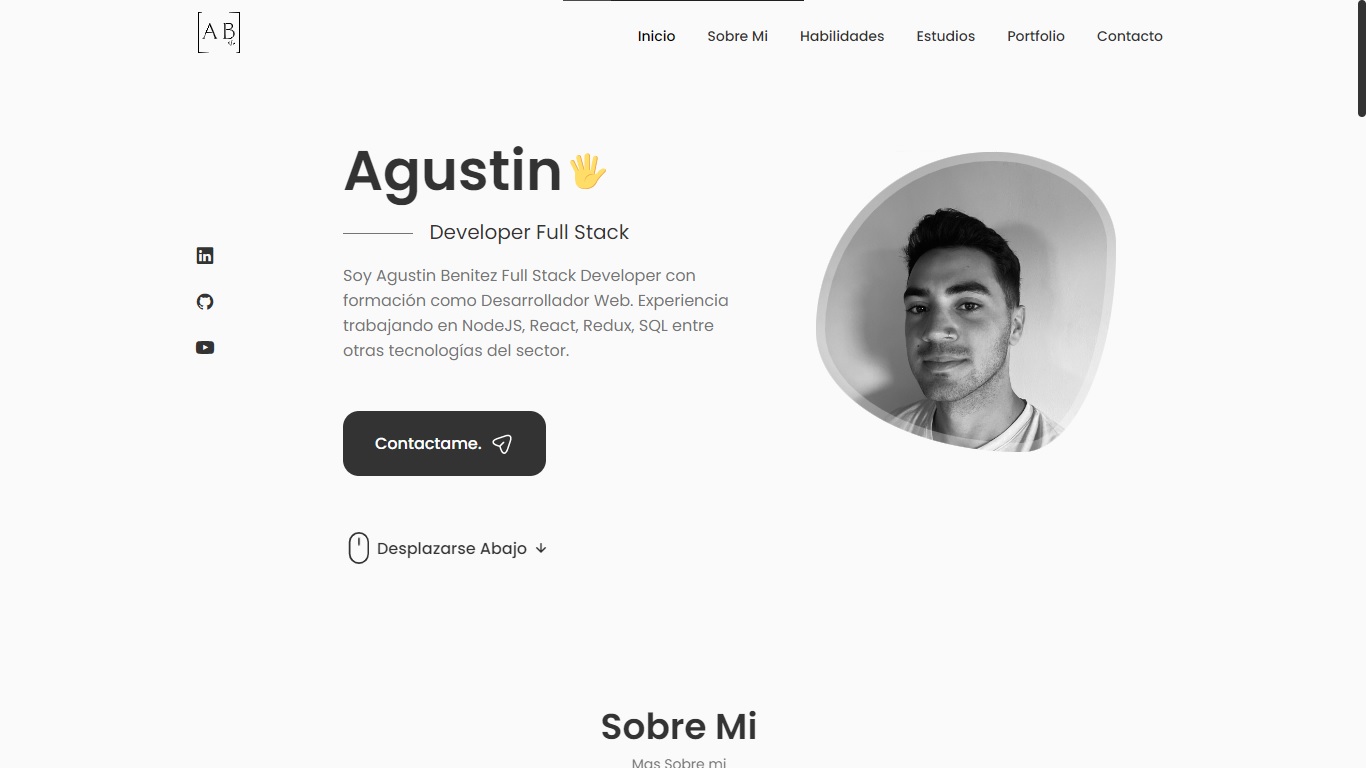 A B
Inicio Sobre Mi Habilidades Estudios Portfolio Contacto
Agustin
Developer Full Stack
Soy Agustin Benitez Full Stack Developer con
formación como Desarrollador Web. Experiencia
trabajando en NodeJS, React, Redux, SQL entre
otras tecnologías del sector.
Contactame.
Desplazarse Abajo
Sobre Mi
Mas Sobre mi